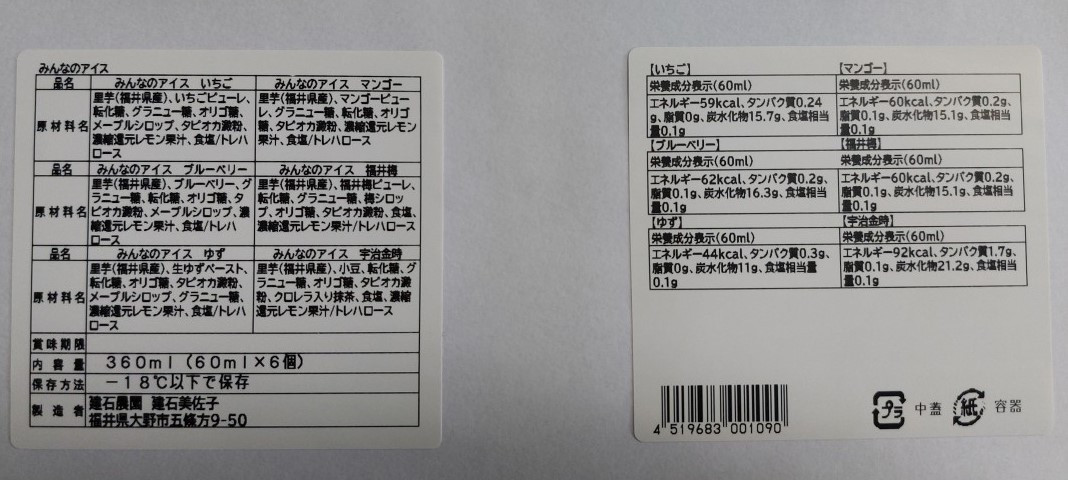 みんなのアイス
品名 みんなのアイス いちご みんなのアイス マンゴー
原材料名
里芋(福井県産)、いちごピューレ、
転化糖、グラニュー糖、オリゴ糖、
メープルシロップ、タピオカ澱粉、
濃縮還元レモン果汁、食塩/トレハ
ロース
里芋(福井県産)、マンゴーピュー
レ、グラニュー糖、転化糖、オリゴ
糖、タピオカ澱粉、濃縮還元レモン
果汁、食塩/トレハロース
品名 みんなのアイス ブルーベリー みんなのアイス 福井梅
原材料名
里芋(福井県産)、ブルーベリー、グ
ラニュー糖、転化糖、オリゴ糖、タ
ピオカ澱粉、メープルシロップ、濃
縮還元レモン果汁、食塩/トレハ
ロース
里芋(福井県産)、福井梅ピューレ、
転化糖、グラニュー糖、梅シロッ
プ、オリゴ糖、タピオカ澱粉、食塩、
濃縮還元レモン果汁/トレハロース
品名 みんなのアイス ゆず みんなのアイス 宇治金時
原材料名
里芋(福井県産)、生ゆずペースト、
転化糖、オリゴ糖、タピオカ澱粉、
メープルシロップ、グラニュー糖、
濃縮還元レモン果汁、食塩/トレハ
ロース
里芋(福井県産)、小豆、転化糖、グ
ラニュー糖、オリゴ糖、タピオカ澱
粉、クロレラ入り抹茶、食塩、濃縮
還元レモン果汁/トレハロース
賞味期限
内容量 360ml(60ml×6個)
保存方法 -18℃以下で保存
製造者
建石農園 建石美佐子
福井県大野市五條方9-50
【いちご】
栄養成分表示(60ml)
エネルギー59kcal、タンパク質0.24
g、脂質0g、炭水化物15.7g、食塩相当
量0.1g
【マンゴー】
栄養成分表示(60ml)
エネルギー60kcal、タンパク質0.2g、
脂質0.1g、炭水化物15.1g、食塩相当
量0.1g
【ブルーベリー】
栄養成分表示(60ml)
エネルギー62kcal、タンパク質0.2g、
脂質0.1g、炭水化物16.3g、食塩相当
量0.1g
【福井梅】
栄養成分表示(60ml)
エネルギー60kcal、タンパク質0.2g、
脂質0.1g、炭水化物15.1g、食塩相当
量0.1g
【ゆず】
栄養成分表示(60ml)
エネルギー44kcal、タンパク質0.3g、
脂質0g、炭水化物11g、食塩相当量
0.1g
【宇治金時】
栄養成分表示(60ml)
エネルギー92kcal、タンパク質1.7g、
脂質0.1g、炭水化物21.2g、食塩相当
量0.1g
4 519683 001090
プラ 中蓋 紙 容器